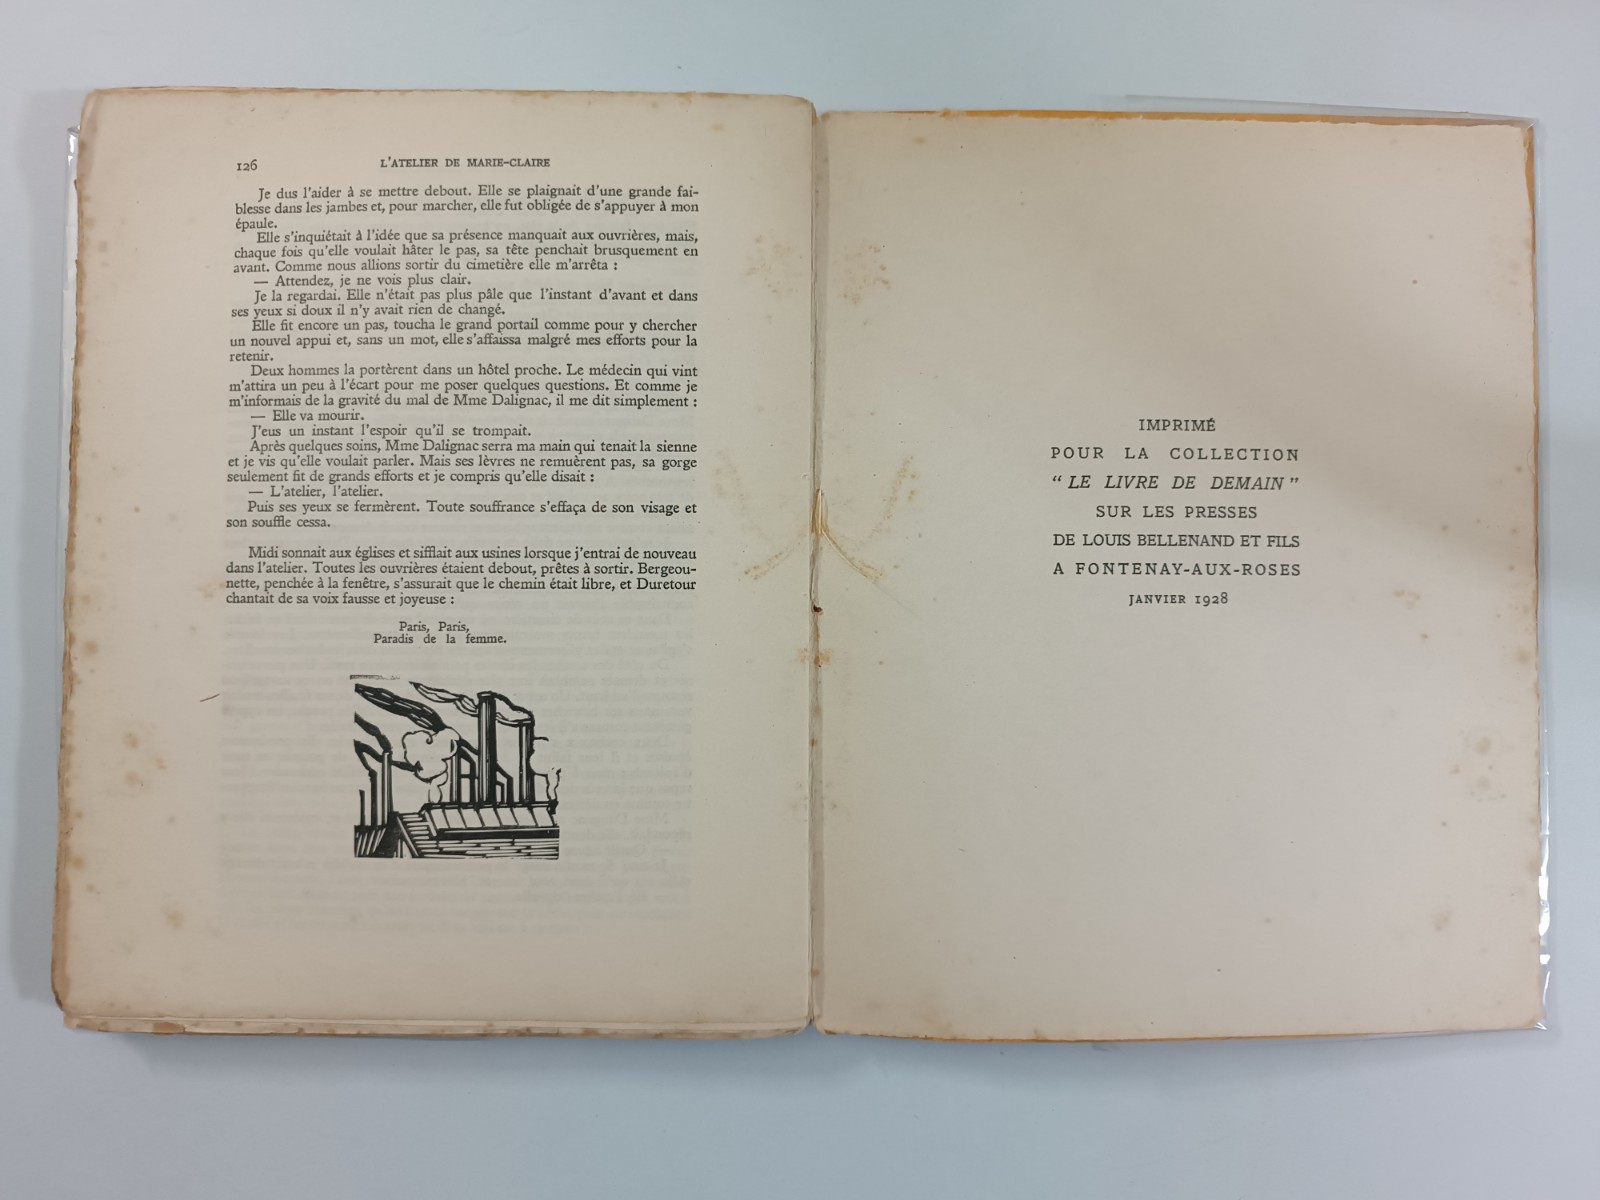 126
L'ATELIER DE MARIE-CLAIRE
Je dus l'aider à se mettre debout. Elle se plaignait d'une grande fai-
blesse dans les jambes et, pour marcher, elle fut obligée de s'appuyer à mon
épaule.
Elle s'inquiétait à l'idée que sa présence manquait aux ouvrières, mais,
chaque fois qu'elle voulait hâter le pas, sa tête penchait brusquement en
avant. Comme nous allions sortir du cimetière elle m'arrêta :
— Attendez, je ne vois plus clair.
Je la regardai. Elle n'était pas plus pâle que l'instant d'avant et dans
ses yeux si doux il n'y avait rien de changé.
Elle fit encore un pas, toucha le grand portail comme pour y chercher
un nouvel appui et, sans un mot, elle s'affaissa malgré mes efforts pour la
retenir.
Deux hommes la portèrent dans un hôtel proche. Le médecin qui vint
m'attira un peu à l'écart pour me poser quelques questions. Et comme je
m'informais de la gravité du mal de Mme Dalignac, il me dit simplement :
— Elle va mourir.
J'eus un instant l'espoir qu'il se trompait.
Après quelques soins, Mme Dalignac serra ma main qui tenait la sienne
et je vis qu'elle voulait parler. Mais ses lèvres ne remuèrent pas, sa gorge
seulement fit de grands efforts et je compris qu'elle disait :
— L'atelier, l'atelier.
Puis ses yeux se fermèrent. Toute souffrance s'effaça de son visage et
son souffle cessa.
Midi sonnait aux églises et sifflait aux usines lorsque j'entrai de nouveau
dans l'atelier. Toutes les ouvrières étaient debout, prêtes à sortir. Bergeou-
nette, penchée à la fenêtre, s'assurait que le chemin était libre, et Duretour
chantait de sa voix fausse et joyeuse :
Paris, Paris,
Paradis de la femme.
IMPRIMÉ
POUR LA COLLECTION
" LE LIVRE DE DEMAIN "
SUR LES PRESSES
DE LOUIS BELLENAND ET FILS
A FONTENAY-AUX-ROSES
JANVIER 1928